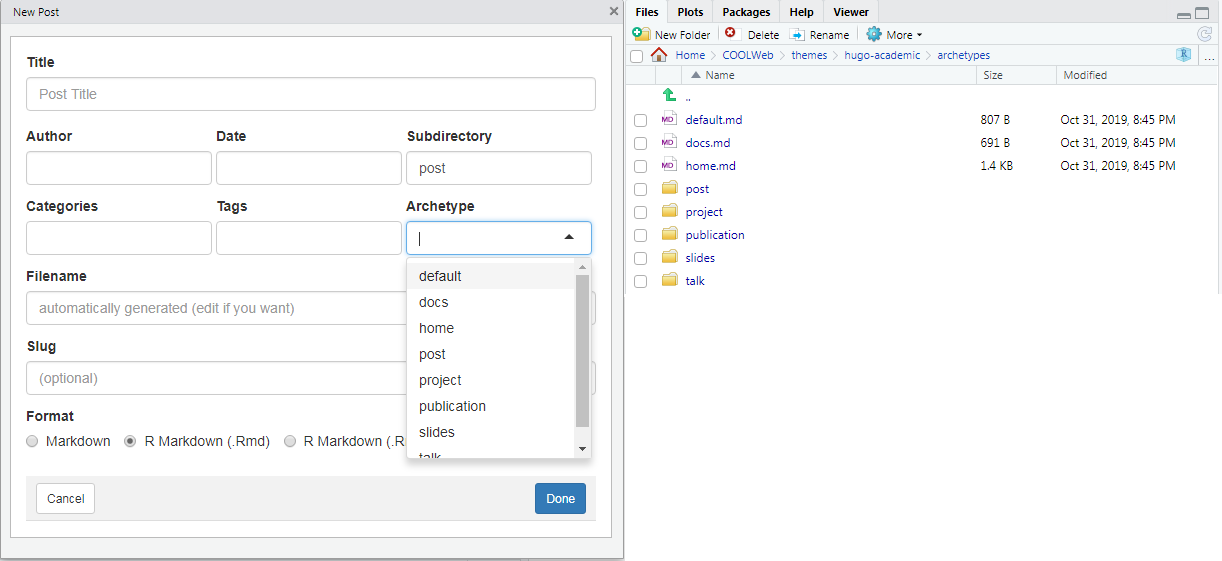 New Post
Title
Post Title
Author Date Subdirectory
post
Categories Tags Archetype
default
docs
home
post
project
publication
slides
talk
Filename
automatically generated (edit if you want)
Slug
(optional)
Format
Markdown R Markdown (.Rmd) R Markdown (.R
Cancel Done
Files Plots Packages Help Viewer
New Folder Delete Rename More
Home COOLWeb themes hugo-academic archetypes R ...
Name Size Modified
..
MD default.md 807 B Oct 31, 2019, 8:45 PM
MD docs.md 691 B Oct 31, 2019, 8:45 PM
MD home.md 1.4 KB Oct 31, 2019, 8:45 PM
post
project
publication
slides
talk